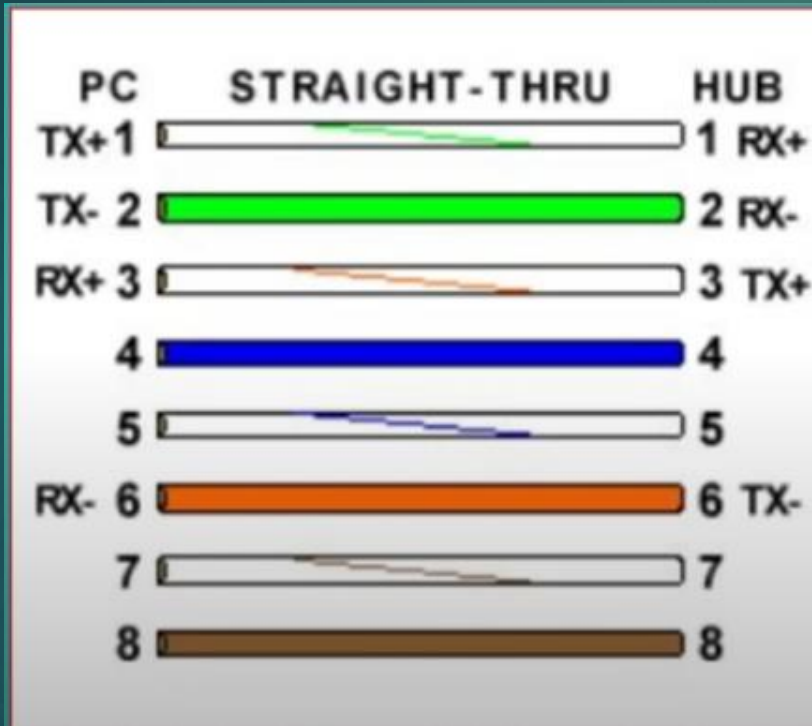 PC STRAIGHT-THRU HUB
TX+ 1 1 RX+
TX- 2 2 RX-
RX+ 3 3 TX+
4 4
5 5
RX- 6 6 TX-
7 7
8 8